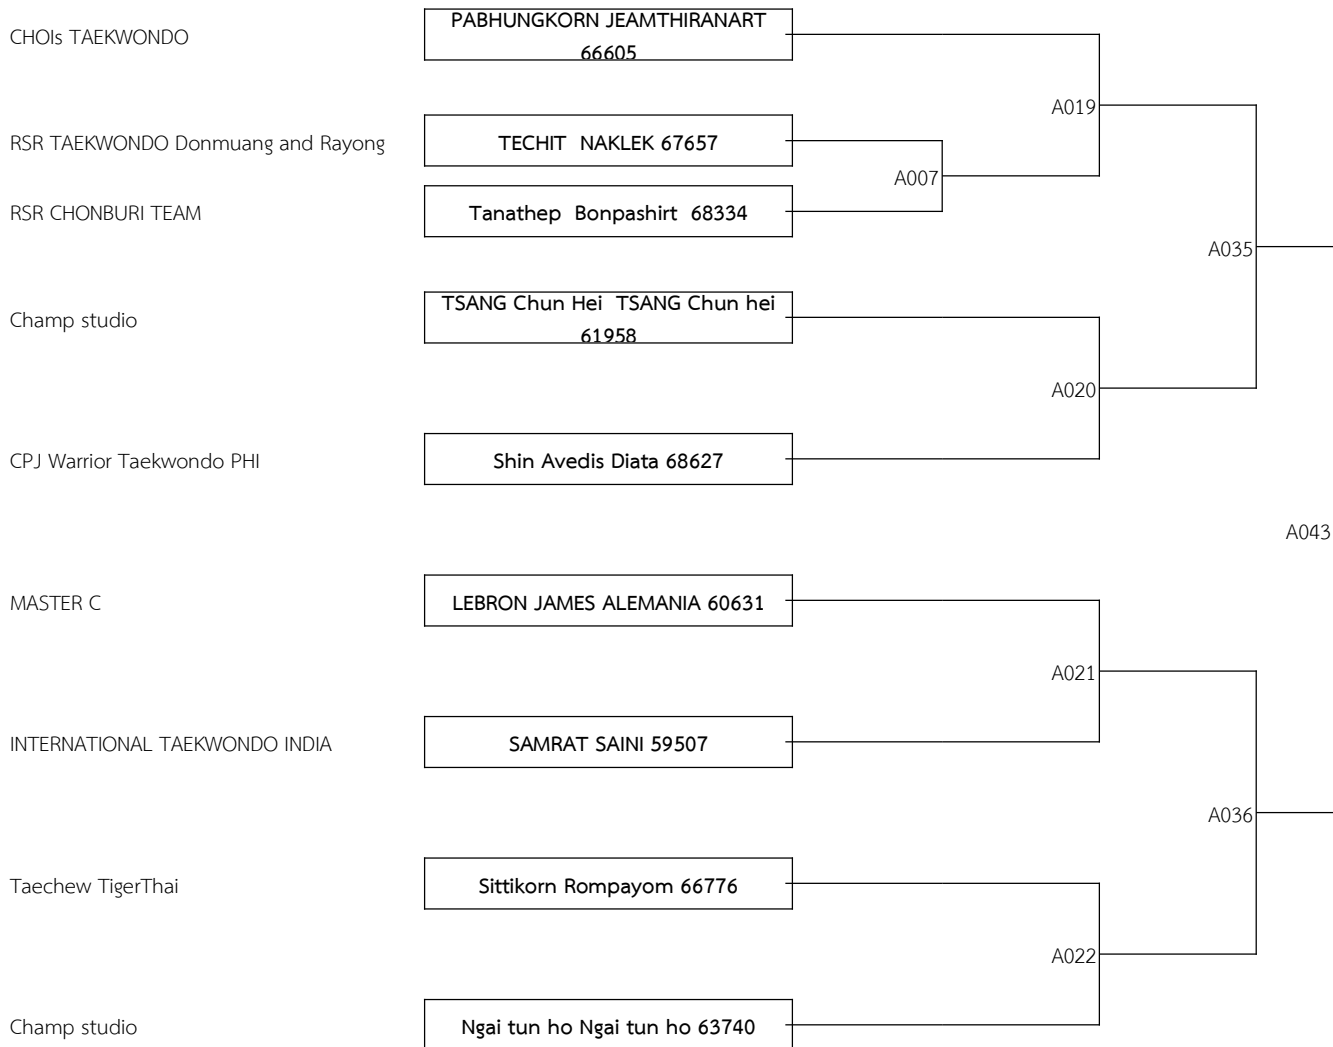 CHOIs TAEKWONDO
PABHUNGKORN JEAMTHIRANART
66605
A019
RSR TAEKWONDO Donmuang and Rayong
TECHIT NAKLEK 67657
A007
RSR CHONBURI TEAM
Tanathep Bonpashirt 68334
A035
Champ studio
TSANG Chun Hei TSANG Chun hei
61958
A020
CPJ Warrior Taekwondo PHI
Shin Avedis Diata 68627
A043
MASTER C
LEBRON JAMES ALEMANIA 60631
A021
INTERNATIONAL TAEKWONDO INDIA
SAMRAT SAINI 59507
A036
Taechew TigerThai
Sittikorn Rompayom 66776
A022
Champ studio
Ngai tun ho Ngai tun ho 63740